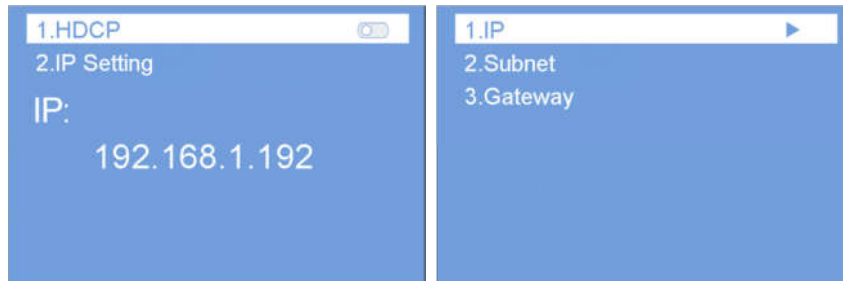 1.HDCP
2.IP Setting
IP:
192.168.1.192
1.IP
2.Subnet
3.Gateway